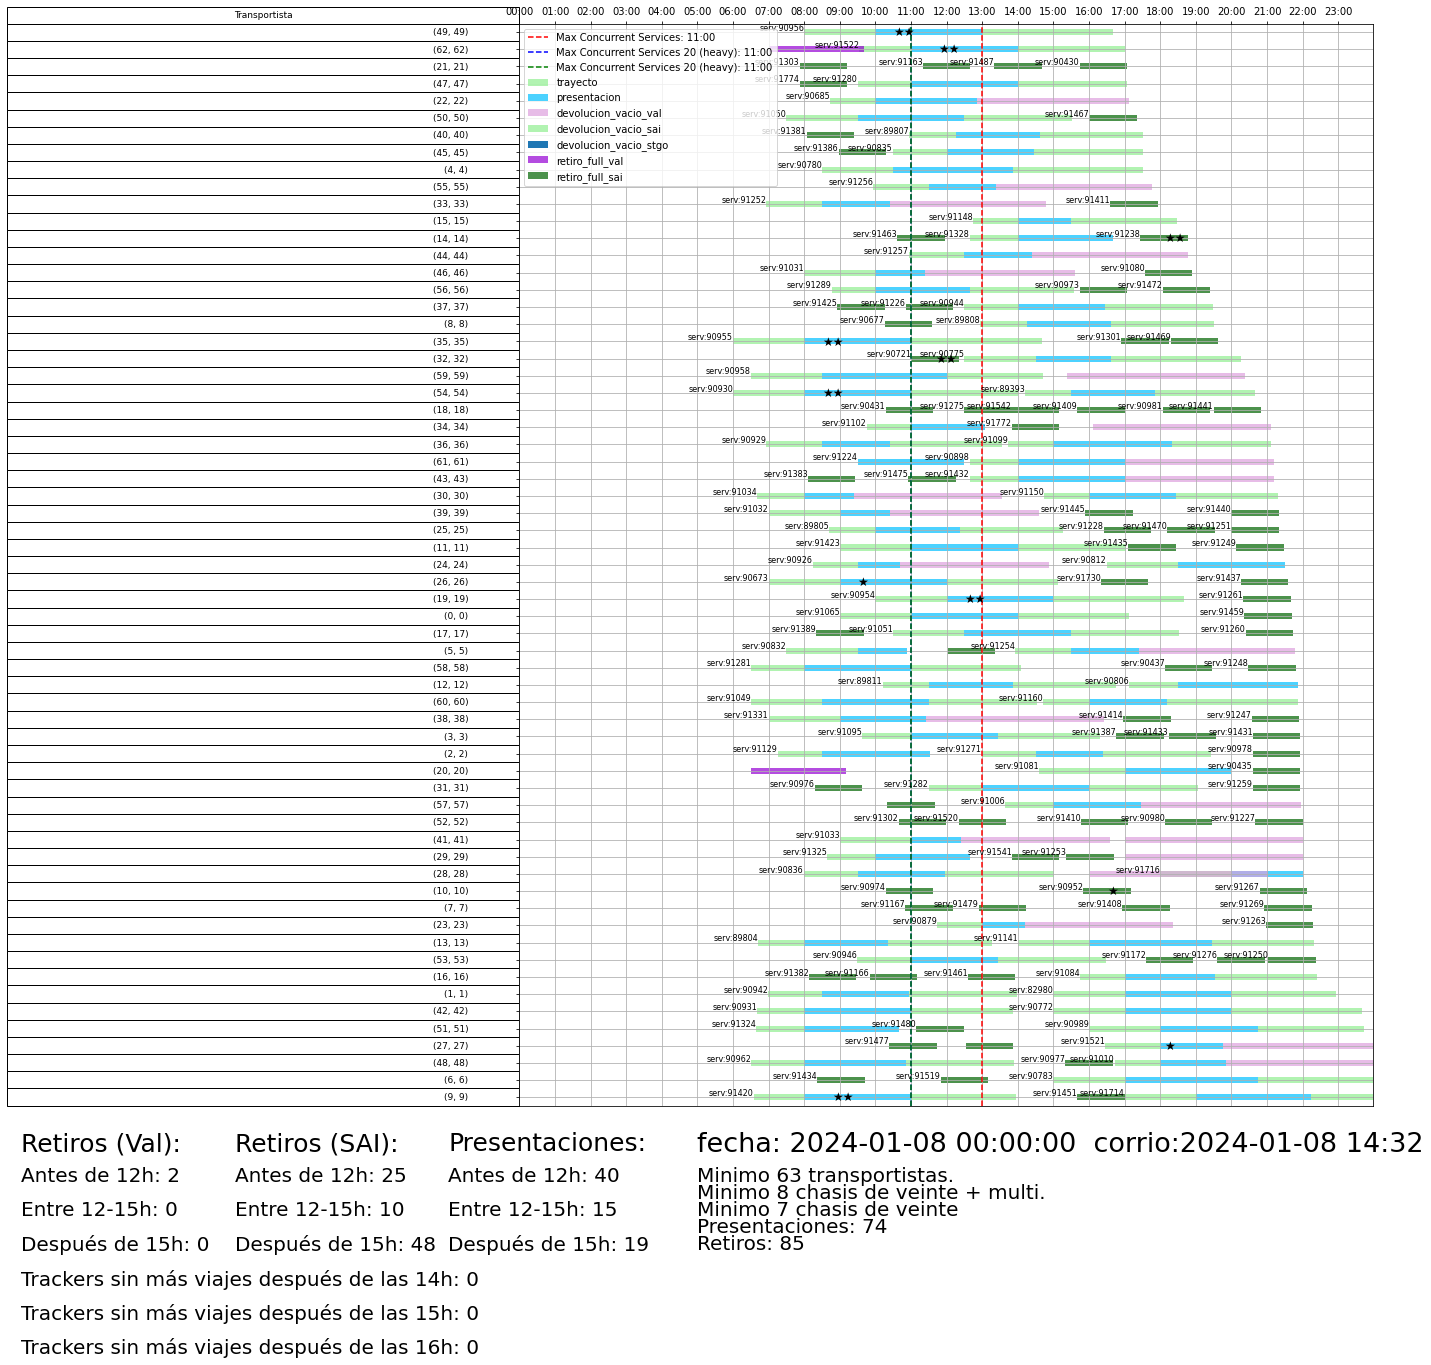 Transportista
00:00 01:00 02:00 03:00 04:00 05:00 06:00 07:00 08:00 09:00 10:00 11:00 12:00 13:00 14:00 15:00 16:00 17:00 18:00 19:00 20:00 21:00 22:00 23:00
Max Concurrent Services: 11:00
Max Concurrent Services 20 (heavy): 11:00
Max Concurrent Services 20 (heavy): 11:00
trayecto
presentacion
devolucion_vacio_val
devolucion_vacio_sai
devolucion_vacio_stgo
retiro_full_val
retiro_full_sai
(49, 49) serv:90956
(62, 62) serv:91522
(21, 21) 1303 serv:91163 serv:91487 serv:90430
(47, 47) 1774 serv:91280
(22, 22) serv:90685
(50, 50) serv:91050 serv:91467
(40, 40) serv:91381 serv:89807
(45, 45) serv:91386 serv:90835
(4, 4) serv:90780
(55, 55) serv:91256
(33, 33) serv:91252 serv:91411
(15, 15) serv:91148
(14, 14) serv:91463 serv:91328 serv:91238
(44, 44) serv:91257
(46, 46) serv:91031 serv:91080
(56, 56) serv:91289 serv:90973 serv:91472
(37, 37) serv:91425 serv:91226 serv:90944
(8, 8) serv:90677 serv:89808
(35, 35) serv:90955 serv:91301 serv:91469
(32, 32) serv:90721 serv:90775
(59, 59) serv:90958
(54, 54) serv:90930 serv:89393
(18, 18) serv:90431 serv:91275 serv:91542 serv:91409 serv:90981 serv:91441
(34, 34) serv:91102 serv:91772
(36, 36) serv:90929 serv:91099
(61, 61) serv:91224 serv:90898
(43, 43) serv:91383 serv:91475 serv:91432
(30, 30) serv:91034 serv:91150
(39, 39) serv:91032 serv:91445 serv:91440
(25, 25) serv:89805 serv:91228 serv:91470 serv:91251
(11, 11) serv:91423 serv:91435 serv:91249
(24, 24) serv:90926 serv:90812
(26, 26) serv:90673 serv:91730 serv:91437
(19, 19) serv:90954 serv:91261
(0, 0) serv:91065 serv:91459
(17, 17) serv:91389 serv:91051 serv:91260
(5, 5) serv:90832 serv:91254
(58, 58) serv:91281 serv:90437 serv:91248
(12, 12) serv:89811 serv:90806
(60, 60) serv:91049 serv:91160
(38, 38) serv:91331 serv:91414 serv:91247
(3, 3) serv:91095 serv:91387 serv:91433 serv:91431
(2, 2) serv:91129 serv:91271 serv:90978
(20, 20) serv:91081 serv:90435
(31, 31) serv:90976 serv:91282 serv:91259
(57, 57) serv:91006
(52, 52) serv:91302 serv:91520 serv:91410 serv:90980 serv:91227
(41, 41) serv:91033
(29, 29) serv:91325 serv:91541 serv:91253
(28, 28) serv:90836 serv:91716
(10, 10) serv:90974 serv:90952 serv:91267
(7, 7) serv:91167 serv:91479 serv:91408 serv:91269
(23, 23) serv:90879 serv:91263
(13, 13) serv:89804 serv:91141
(53, 53) serv:90946 serv:91172 serv:91276 serv:91250
(16, 16) serv:91382 serv:91166 serv:91461 serv:91084
(1, 1) serv:90942 serv:82980
(42, 42) serv:90931 serv:90772
(51, 51) serv:91324 serv:91480 serv:90989
(27, 27) serv:91477 serv:91521
(48, 48) serv:90962 serv:90977 serv:91010
(6, 6) serv:91434 serv:91519 serv:90783
(9, 9) serv:91420 serv:91451 serv:91714
Retiros (Val): Retiros (SAI): Presentaciones: fecha: 2024-01-08 00:00:00 corrio:2024-01-08 14:32
Antes de 12h: 2 Antes de 12h: 25 Antes de 12h: 40 Minimo 63 transportistas.
Minimo 8 chasis de veinte + multi.
Entre 12-15h: 0 Entre 12-15h: 10 Entre 12-15h: 15 Minimo 7 chasis de veinte
Presentaciones: 74
Después de 15h: 0 Después de 15h: 48 Después de 15h: 19 Retiros: 85
Trackers sin más viajes después de las 14h: 0
Trackers sin más viajes después de las 15h: 0
Trackers sin más viajes después de las 16h: 0